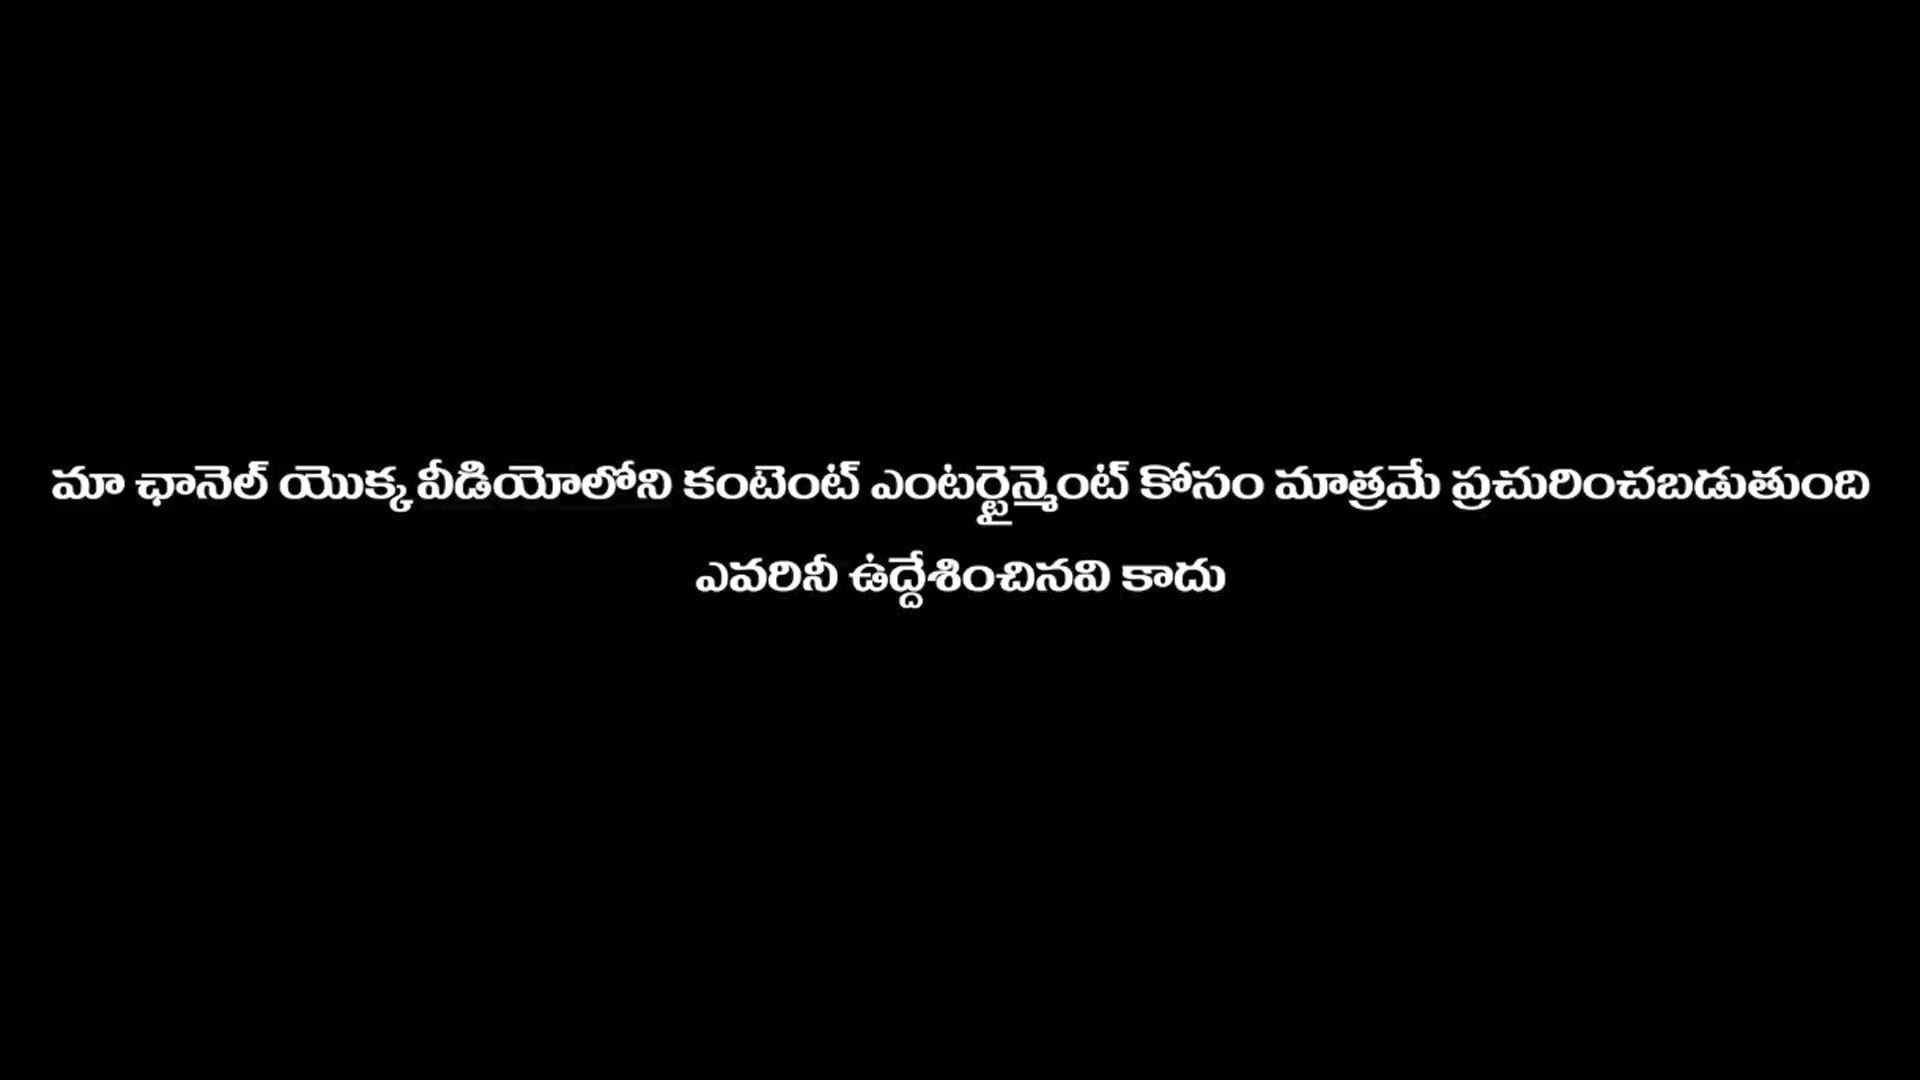 మా ఛానెల్ యొక్క వీడియోలోని కంటెంట్ ఎంటర్టైన్మెంట్ కోసం మాత్రమే ప్రచురించబడుతుంది
ఎవరినీ ఉద్దేశించినవి కాదు